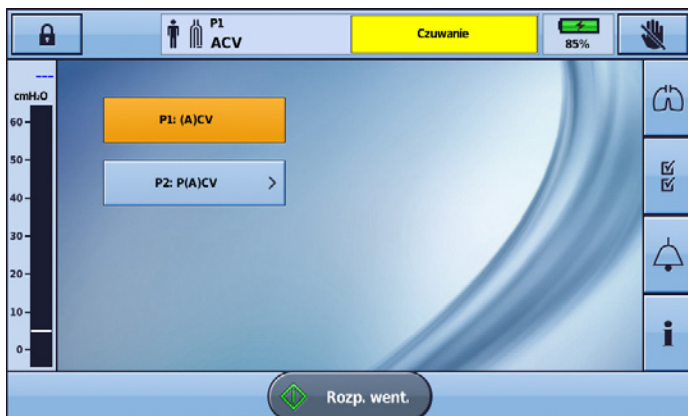 P1
ACV
Czuwanie
85%
---
cmH₂O
60
50
40
30
20
10
0
P1: (A)CV
P2: P(A)CV >
Rozp. went.